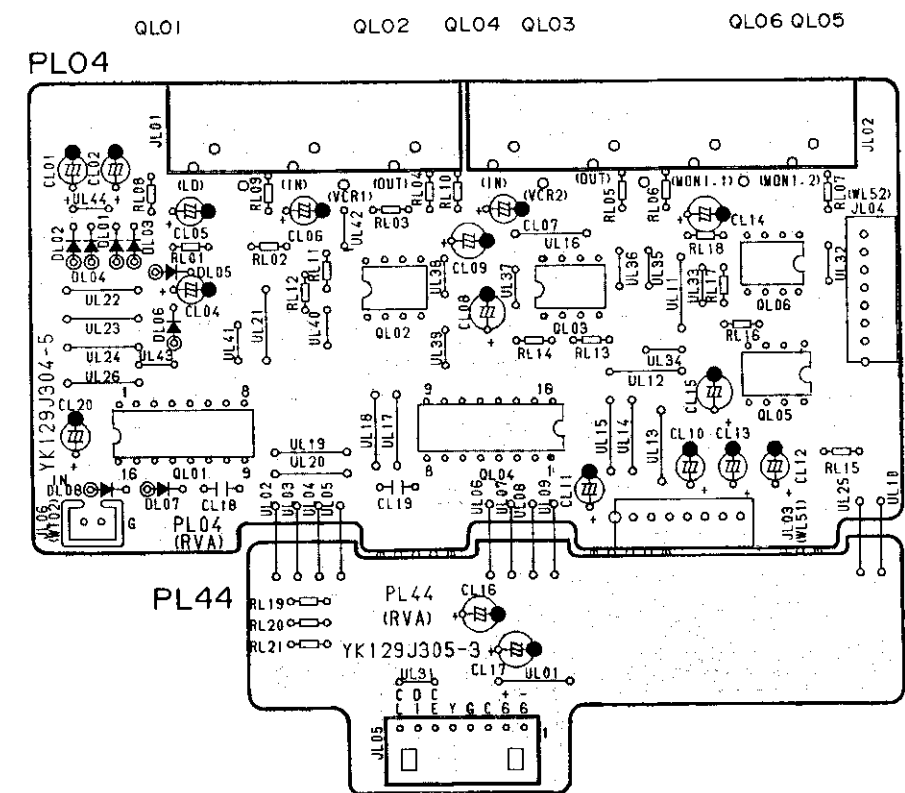 QL01 QL02 QL04 QL03 QL06 QL05
PL04
JL01 JL02
CL01 CL02 RL08 (LD) RL09 (IN) (VCR1) (OUT) RL04 RL10 (IN) (VCR2) (OUT) RL05 RL06 (MON1.1) (MON1.2) RL07 (WL52) JL04
+ UL44 +
CL05 CL06 UL42 RL03 CL07 UL16 CL14 RL18
DL02 DL01 DL03 RL01 RL02 CL09 UL36 UL35 UL32
DL04 DL05 RL11 RL12 UL38 UL37 UL11 UL33 RL17 QL06
UL22 CL04 CL08
UL23 DL06 UL41 UL21 UL40 QL02 UL39 QL03 RL16
UL24 UL43 RL14 RL13 UL34
UL26 UL12
1 8 9 16 CL15 QL05
YK129J304-5 CL20 UL18 UL17 UL15 UL14 UL13 CL10 CL13 CL12
UL19
UL20
IN 16 QL01 9 8 QL04 1 RL15
DL08 DL07 CL18 UL02 UL03 UL04 UL05 CL19 UL06 UL07 UL08 UL09 CL11 UL25 UL10
JL06 (WT02) G PL04 JL03 (WL51)
(RVA)
PL44 RL19 PL44 CL16
RL20 (RVA)
RL21 YK129J305-3
CL17
UL31 UL01
C D C + -
L I E Y G C 6 6
JL05 1